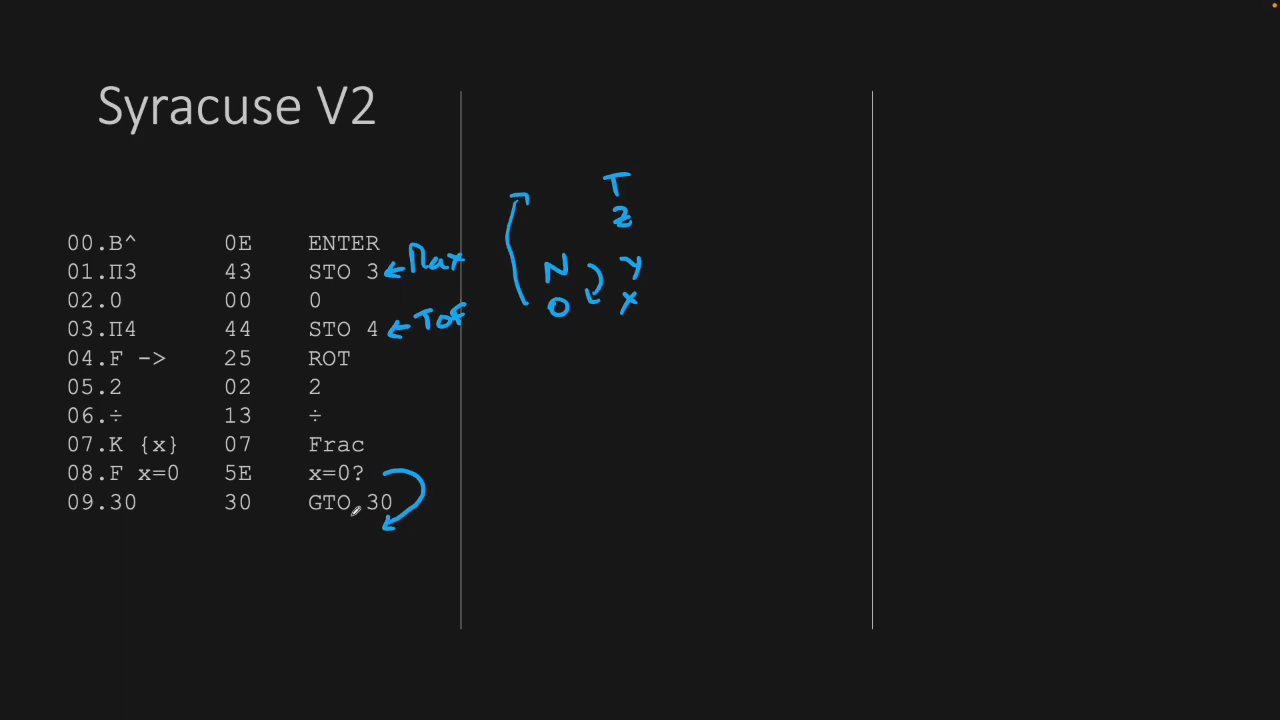 Syracuse V2
00.В^ 0E ENTER
01.П3 43 STO 3 Max
02.0 00 0
03.П4 44 STO 4 Tof
04.F -> 25 ROT
05.2 02 2
06.÷ 13 ÷
07.K {x} 07 Frac
08.F x=0 5E x=0?
09.30 30 GTO 30
T
Z
N Y
0 X